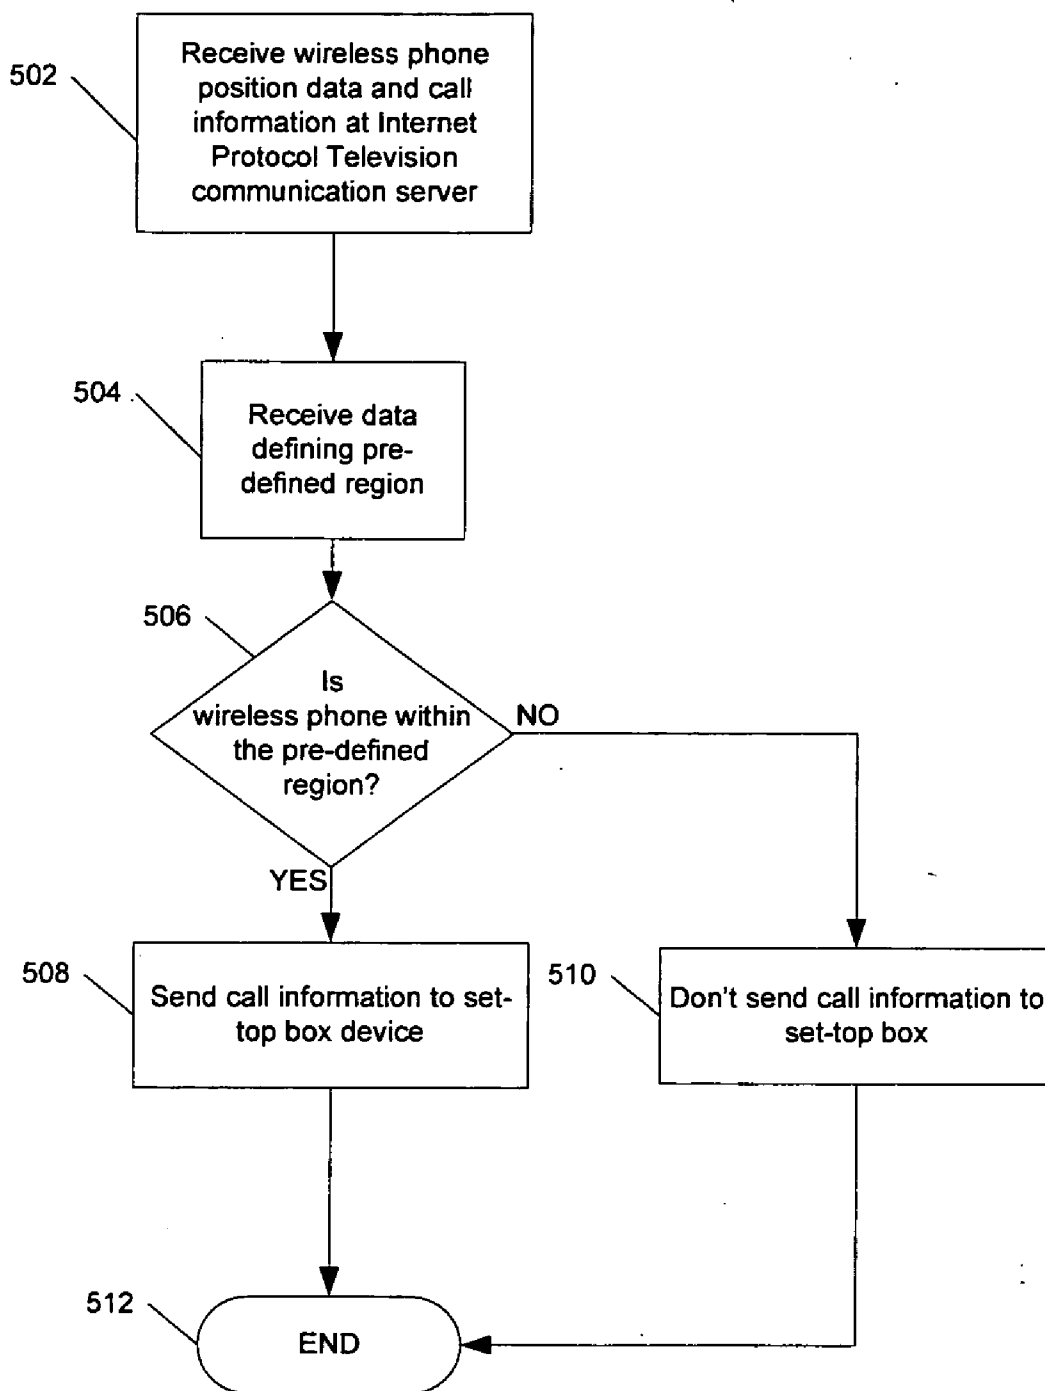 502
Receive wireless phone
position data and call
information at Internet
Protocol Television
communication server
504
Receive data
defining pre-
defined region
506
Is
wireless phone within
the pre-defined
region?
NO
YES
508
Send call information to set-
top box device
510
Don't send call information to
set-top box
512
END